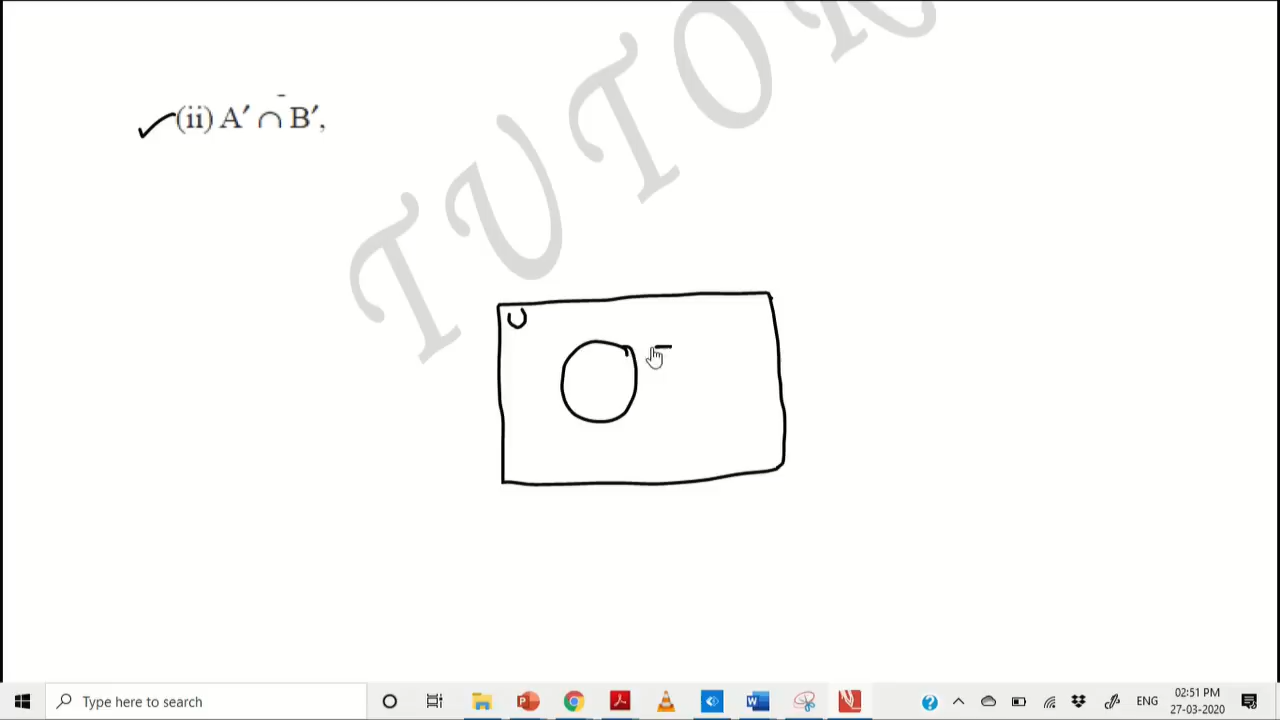 (ii) A′ ∩ B′,
TUTOR
U
Type here to search
ENG
02:51 PM
27-03-2020